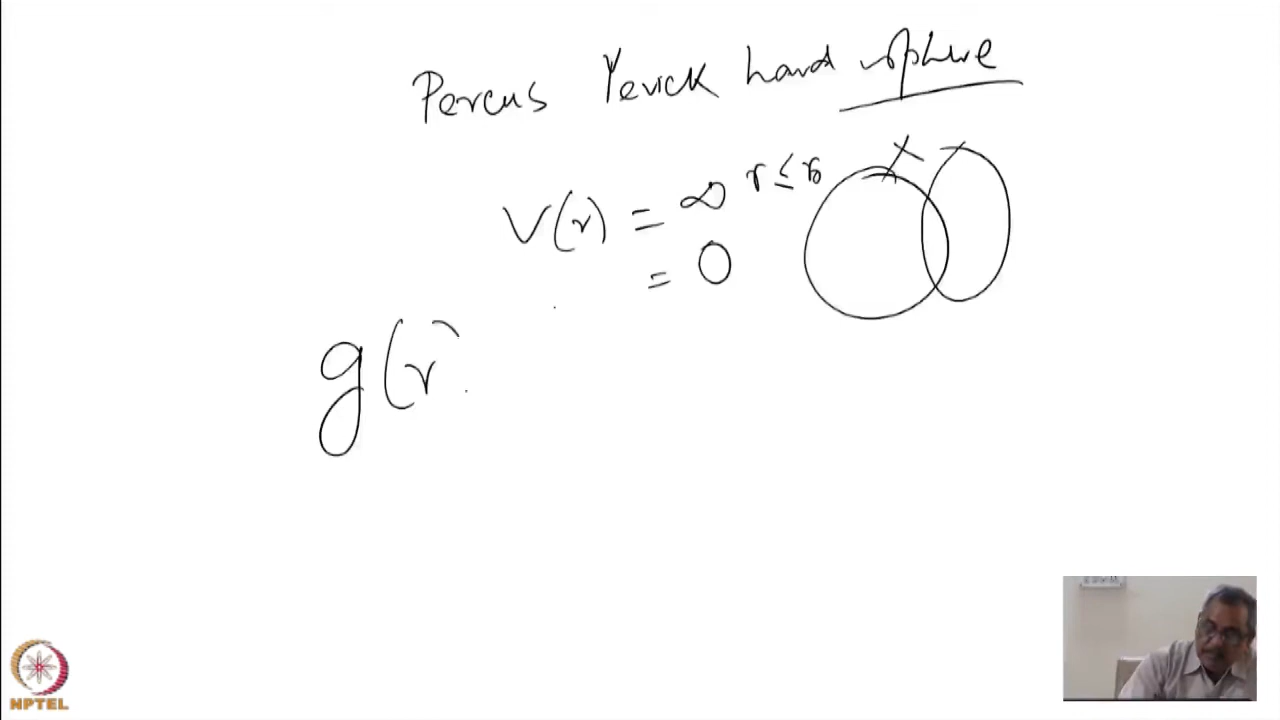 Percus Yevick hard sphere
V(r) = ∞ r ≤ r₀
= 0
g(r)
NPTEL